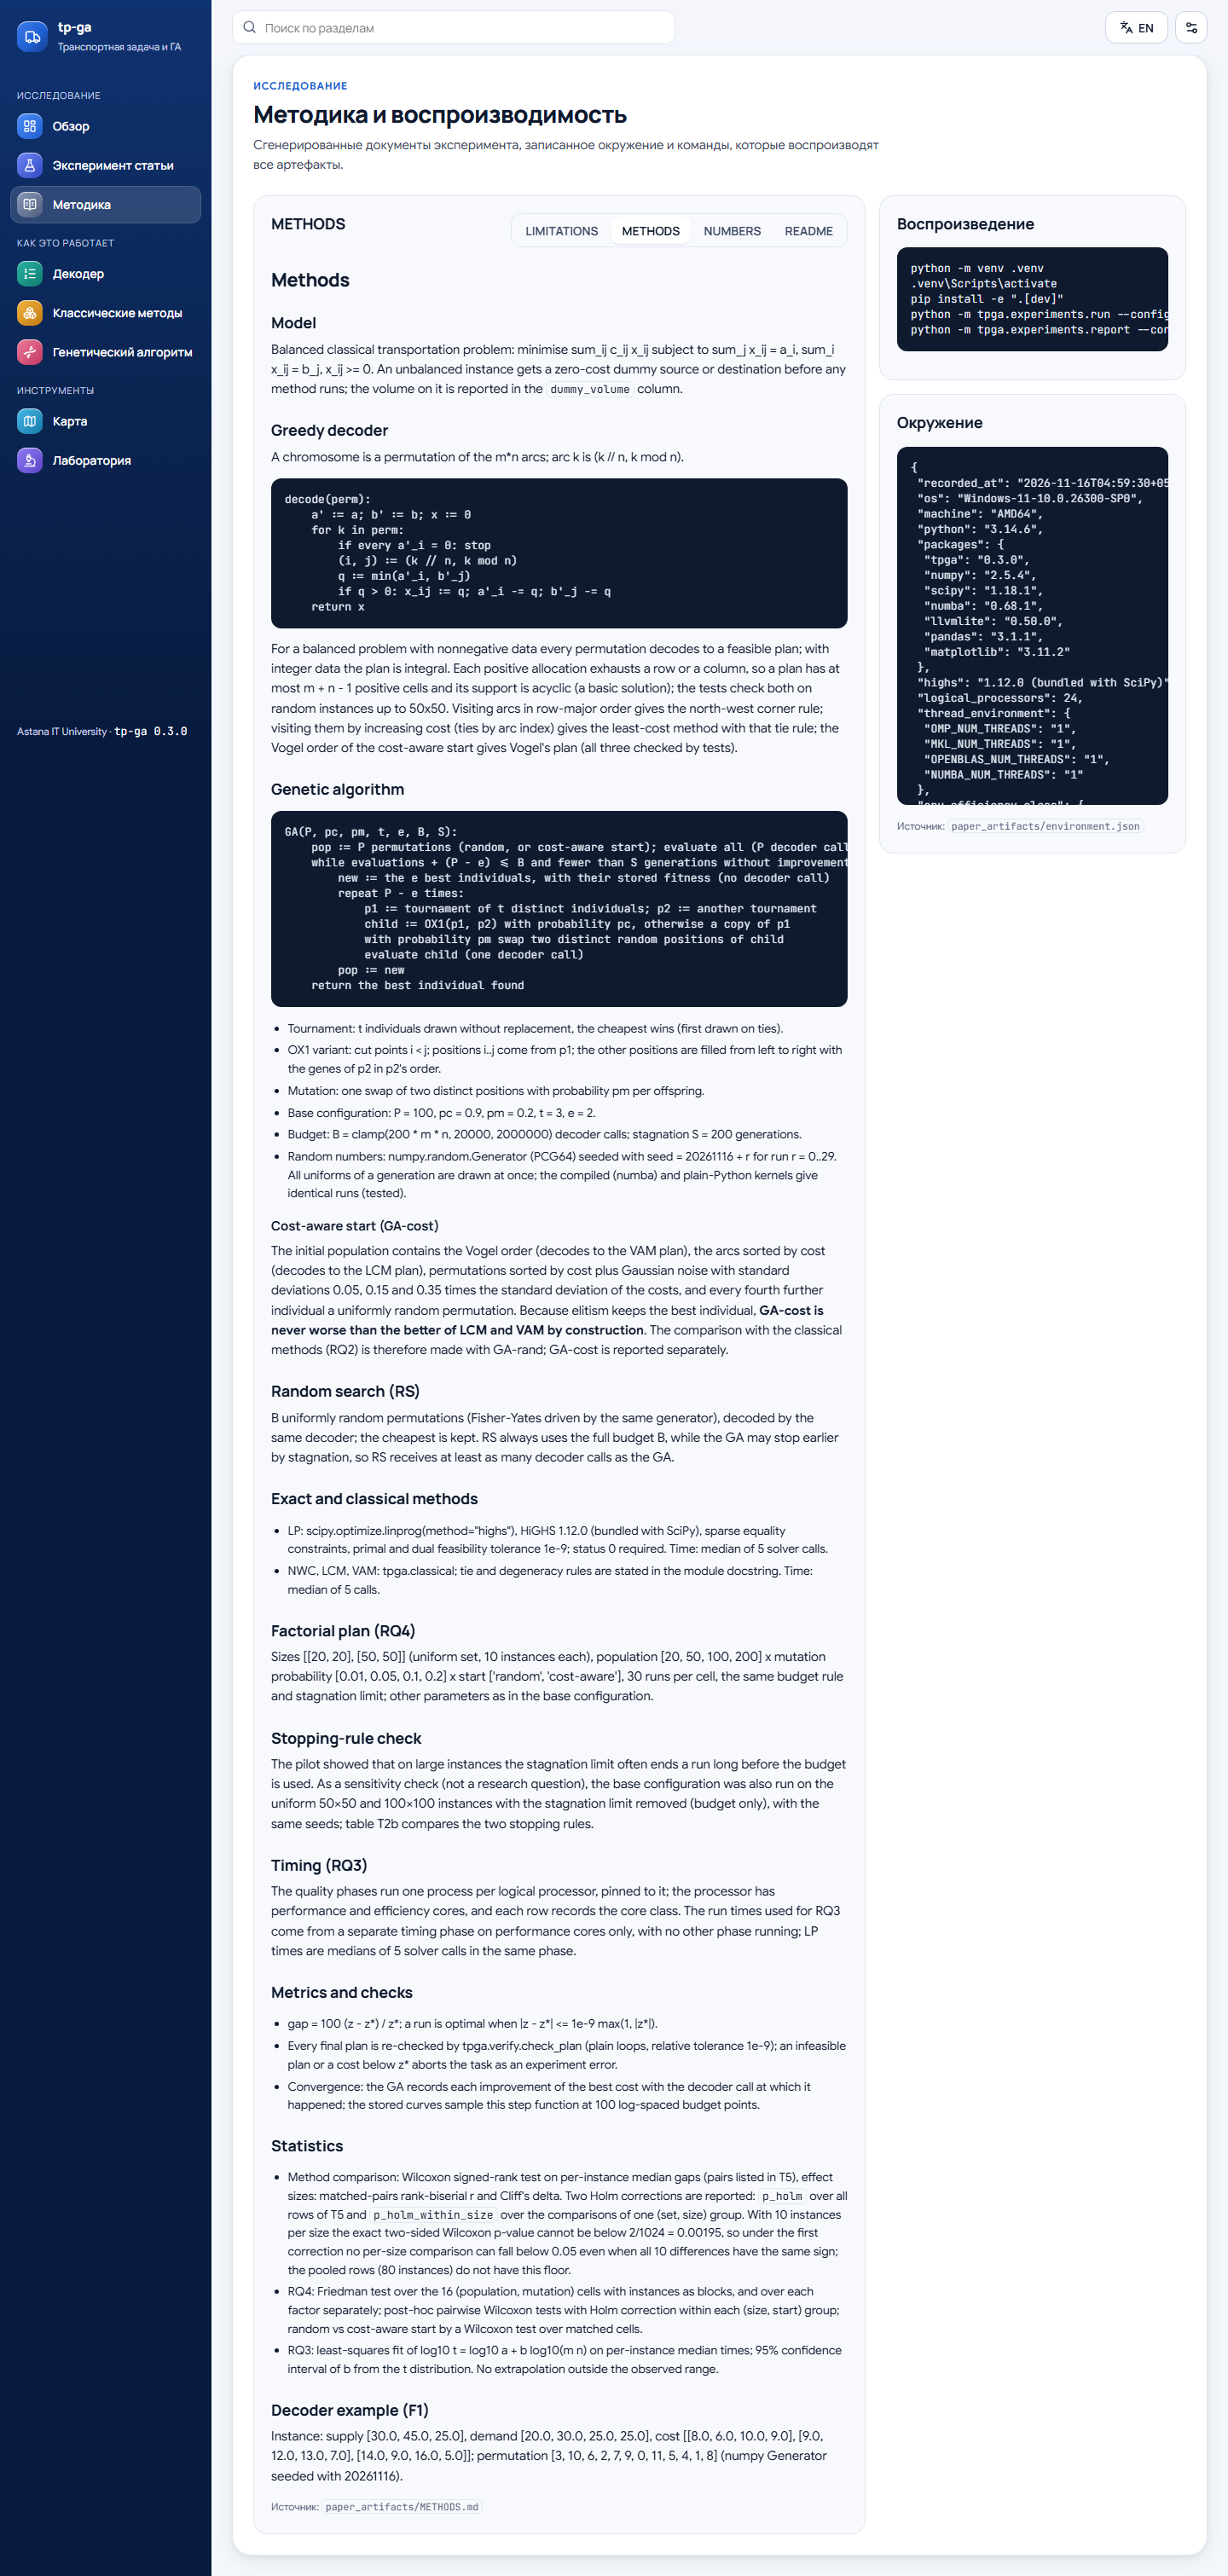 tp-ga
Транспортная задача и ГА
ИССЛЕДОВАНИЕ
Обзор
Эксперимент статьи
Методика
КАК ЭТО РАБОТАЕТ
Декодер
Классические методы
Генетический алгоритм
ИНСТРУМЕНТЫ
Карта
Лаборатория
Astana IT University · tp-ga 0.3.0
Поиск по разделам
EN
ИССЛЕДОВАНИЕ
Методика и воспроизводимость
Сгенерированные документы эксперимента, записанное окружение и команды, которые воспроизводят
все артефакты.
METHODS
LIMITATIONS
METHODS
NUMBERS
README
Methods
Model
Balanced classical transportation problem: minimise sum_ij c_ij x_ij subject to sum_j x_ij = a_i, sum_i
x_ij = b_j, x_ij >= 0. An unbalanced instance gets a zero-cost dummy source or destination before any
method runs; the volume on it is reported in the dummy_volume column.
Greedy decoder
A chromosome is a permutation of the m*n arcs; arc k is (k // n, k mod n).
decode(perm):
    a' := a; b' := b; x := 0
    for k in perm:
        if every a'_i = 0: stop
        (i, j) := (k // n, k mod n)
        q := min(a'_i, b'_j)
        if q > 0: x_ij := q; a'_i -= q; b'_j -= q
    return x
For a balanced problem with nonnegative data every permutation decodes to a feasible plan; with
integer data the plan is integral. Each positive allocation exhausts a row or a column, so a plan has at
most m + n - 1 positive cells and its support is acyclic (a basic solution); the tests check both on
random instances up to 50x50. Visiting arcs in row-major order gives the north-west corner rule;
visiting them by increasing cost (ties by arc index) gives the least-cost method with that tie rule; the
Vogel order of the cost-aware start gives Vogel's plan (all three checked by tests).
Genetic algorithm
GA(P, pc, pm, t, e, B, S):
    pop := P permutations (random, or cost-aware start); evaluate all (P decoder call
    while evaluations + (P - e) <= B and fewer than S generations without improvement
        new := the e best individuals, with their stored fitness (no decoder call)
        repeat P - e times:
            p1 := tournament of t distinct individuals; p2 := another tournament
            child := OX1(p1, p2) with probability pc, otherwise a copy of p1
            with probability pm swap two distinct random positions of child
            evaluate child (one decoder call)
        pop := new
    return the best individual found
• Tournament: t individuals drawn without replacement, the cheapest wins (first drawn on ties).
• OX1 variant: cut points i < j; positions i..j come from p1; the other positions are filled from left to right with
the genes of p2 in p2's order.
• Mutation: one swap of two distinct positions with probability pm per offspring.
• Base configuration: P = 100, pc = 0.9, pm = 0.2, t = 3, e = 2.
• Budget: B = clamp(200 * m * n, 20000, 2000000) decoder calls; stagnation S = 200 generations.
• Random numbers: numpy.random.Generator (PCG64) seeded with seed = 20261116 + r for run r = 0..29.
All uniforms of a generation are drawn at once; the compiled (numba) and plain-Python kernels give
identical runs (tested).
Cost-aware start (GA-cost)
The initial population contains the Vogel order (decodes to the VAM plan), the arcs sorted by cost
(decodes to the LCM plan), permutations sorted by cost plus Gaussian noise with standard
deviations 0.05, 0.15 and 0.35 times the standard deviation of the costs, and every fourth further
individual a uniformly random permutation. Because elitism keeps the best individual, GA-cost is
never worse than the better of LCM and VAM by construction. The comparison with the classical
methods (RQ2) is therefore made with GA-rand; GA-cost is reported separately.
Random search (RS)
B uniformly random permutations (Fisher-Yates driven by the same generator), decoded by the
same decoder; the cheapest is kept. RS always uses the full budget B, while the GA may stop earlier
by stagnation, so RS receives at least as many decoder calls as the GA.
Exact and classical methods
• LP: scipy.optimize.linprog(method="highs"), HiGHS 1.12.0 (bundled with SciPy), sparse equality
constraints, primal and dual feasibility tolerance 1e-9; status 0 required. Time: median of 5 solver calls.
• NWC, LCM, VAM: tpga.classical; tie and degeneracy rules are stated in the module docstring. Time:
median of 5 calls.
Factorial plan (RQ4)
Sizes [[20, 20], [50, 50]] (uniform set, 10 instances each), population [20, 50, 100, 200] x mutation
probability [0.01, 0.05, 0.1, 0.2] x start ['random', 'cost-aware'], 30 runs per cell, the same budget rule
and stagnation limit; other parameters as in the base configuration.
Stopping-rule check
The pilot showed that on large instances the stagnation limit often ends a run long before the budget
is used. As a sensitivity check (not a research question), the base configuration was also run on the
uniform 50×50 and 100×100 instances with the stagnation limit removed (budget only), with the
same seeds; table T2b compares the two stopping rules.
Timing (RQ3)
The quality phases run one process per logical processor, pinned to it; the processor has
performance and efficiency cores, and each row records the core class. The run times used for RQ3
come from a separate timing phase on performance cores only, with no other phase running; LP
times are medians of 5 solver calls in the same phase.
Metrics and checks
• gap = 100 (z - z*) / z*; a run is optimal when |z - z*| <= 1e-9 max(1, |z*|).
• Every final plan is re-checked by tpga.verify.check_plan (plain loops, relative tolerance 1e-9); an infeasible
plan or a cost below z* aborts the task as an experiment error.
• Convergence: the GA records each improvement of the best cost with the decoder call at which it
happened; the stored curves sample this step function at 100 log-spaced budget points.
Statistics
• Method comparison: Wilcoxon signed-rank test on per-instance median gaps (pairs listed in T5), effect
sizes: matched-pairs rank-biserial r and Cliff's delta. Two Holm corrections are reported: p_holm over all
rows of T5 and p_holm_within_size over the comparisons of one (set, size) group. With 10 instances
per size the exact two-sided Wilcoxon p-value cannot be below 2/1024 = 0.00195, so under the first
correction no per-size comparison can fall below 0.05 even when all 10 differences have the same sign;
the pooled rows (80 instances) do not have this floor.
• RQ4: Friedman test over the 16 (population, mutation) cells with instances as blocks, and over each
factor separately; post-hoc pairwise Wilcoxon tests with Holm correction within each (size, start) group;
random vs cost-aware start by a Wilcoxon test over matched cells.
• RQ3: least-squares fit of log10 t = log10 a + b log10(m n) on per-instance median times; 95% confidence
interval of b from the t distribution. No extrapolation outside the observed range.
Decoder example (F1)
Instance: supply [30.0, 45.0, 25.0], demand [20.0, 30.0, 25.0, 25.0], cost [[8.0, 6.0, 10.0, 9.0], [9.0,
12.0, 13.0, 7.0], [14.0, 9.0, 16.0, 5.0]]; permutation [3, 10, 6, 2, 7, 9, 0, 11, 5, 4, 1, 8] (numpy Generator
seeded with 20261116).
Источник: paper_artifacts/METHODS.md
Воспроизведение
python -m venv .venv
.venv\Scripts\activate
pip install -e ".[dev]"
python -m tpga.experiments.run --config
python -m tpga.experiments.report --con
Окружение
{
 "recorded_at": "2026-11-16T04:59:30+05
 "os": "Windows-11-10.0.26300-SP0",
 "machine": "AMD64",
 "python": "3.14.6",
 "packages": {
  "tpga": "0.3.0",
  "numpy": "2.5.4",
  "scipy": "1.18.1",
  "numba": "0.68.1",
  "llvmlite": "0.50.0",
  "pandas": "3.1.1",
  "matplotlib": "3.11.2"
 },
 "highs": "1.12.0 (bundled with SciPy)"
 "logical_processors": 24,
 "thread_environment": {
  "OMP_NUM_THREADS": "1",
  "MKL_NUM_THREADS": "1",
  "OPENBLAS_NUM_THREADS": "1",
  "NUMBA_NUM_THREADS": "1"
 },
 "cpu_efficiency_class": {
Источник: paper_artifacts/environment.json